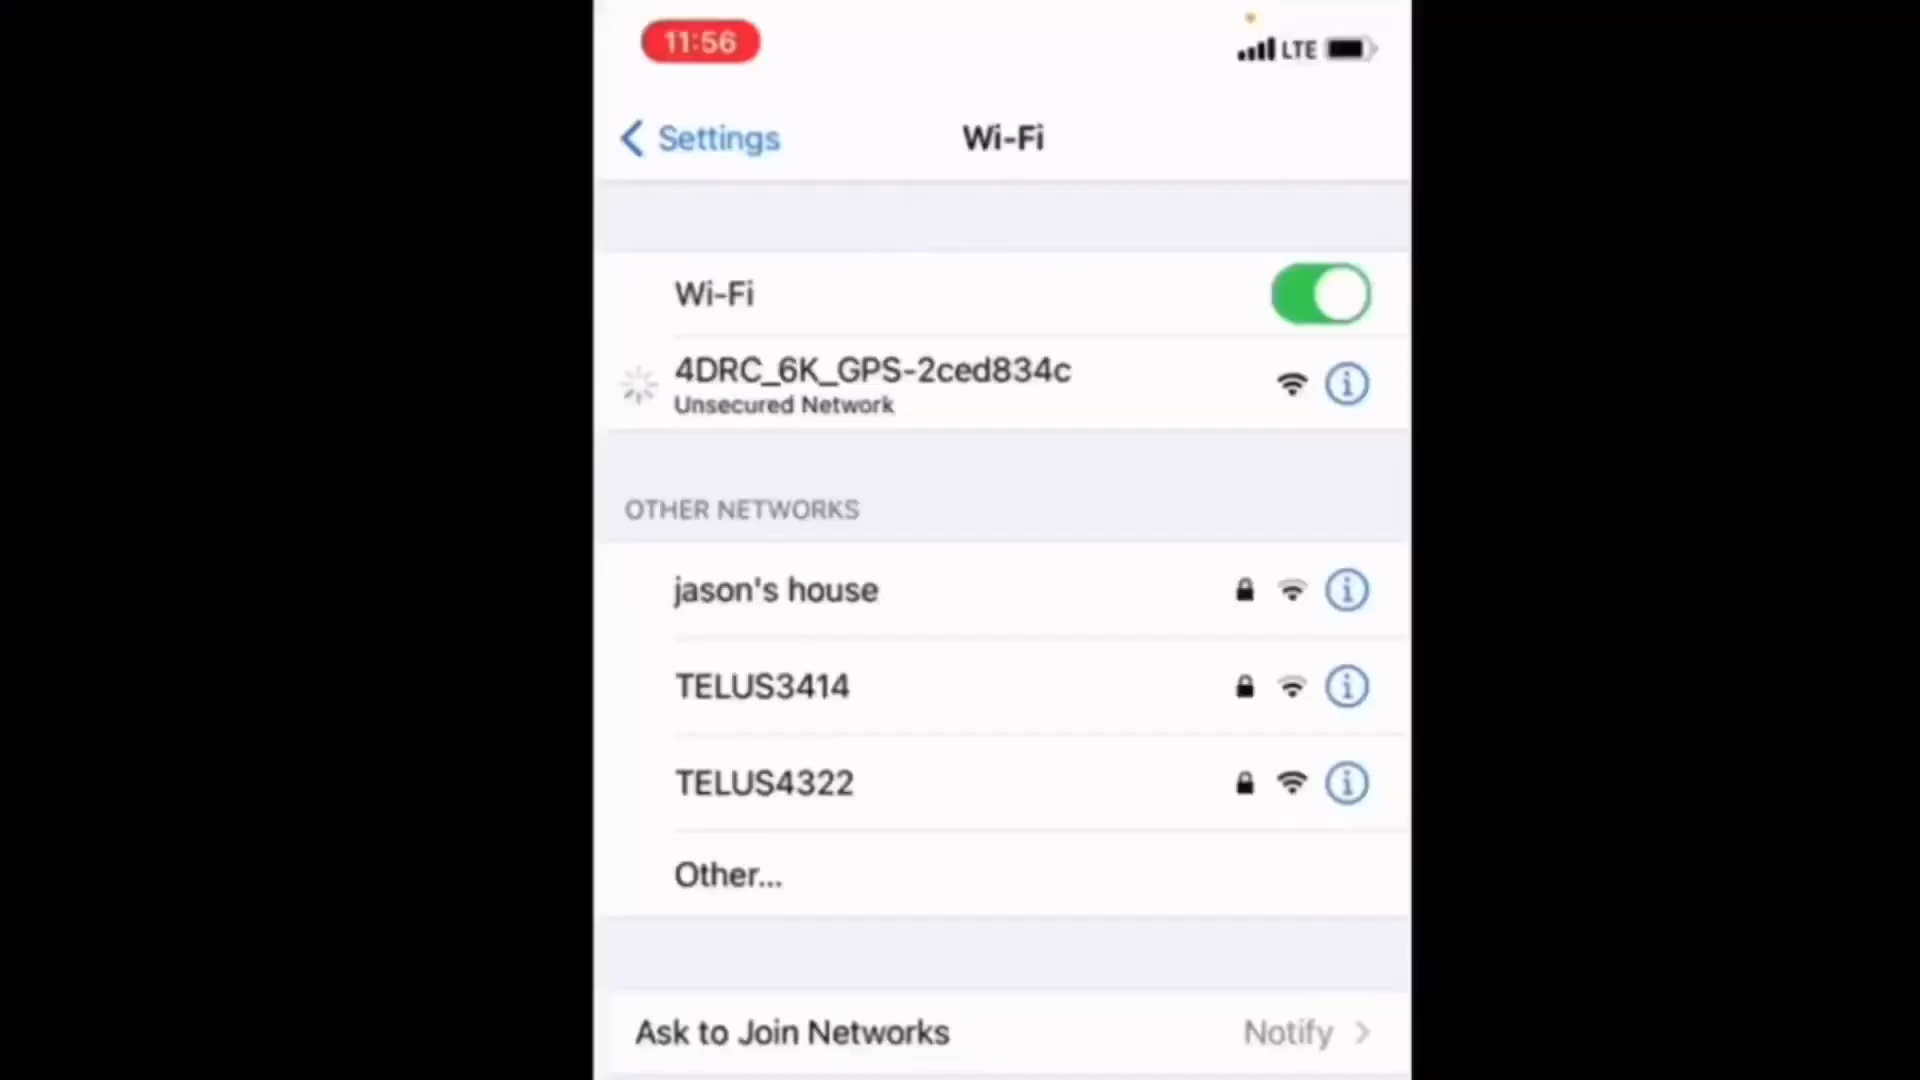 11:56
LTE
Settings
Wi-Fi
Wi-Fi
4DRC_6K_GPS-2ced834c
Unsecured Network
OTHER NETWORKS
jason's house
TELUS3414
TELUS4322
Other...
Ask to Join Networks
Notify